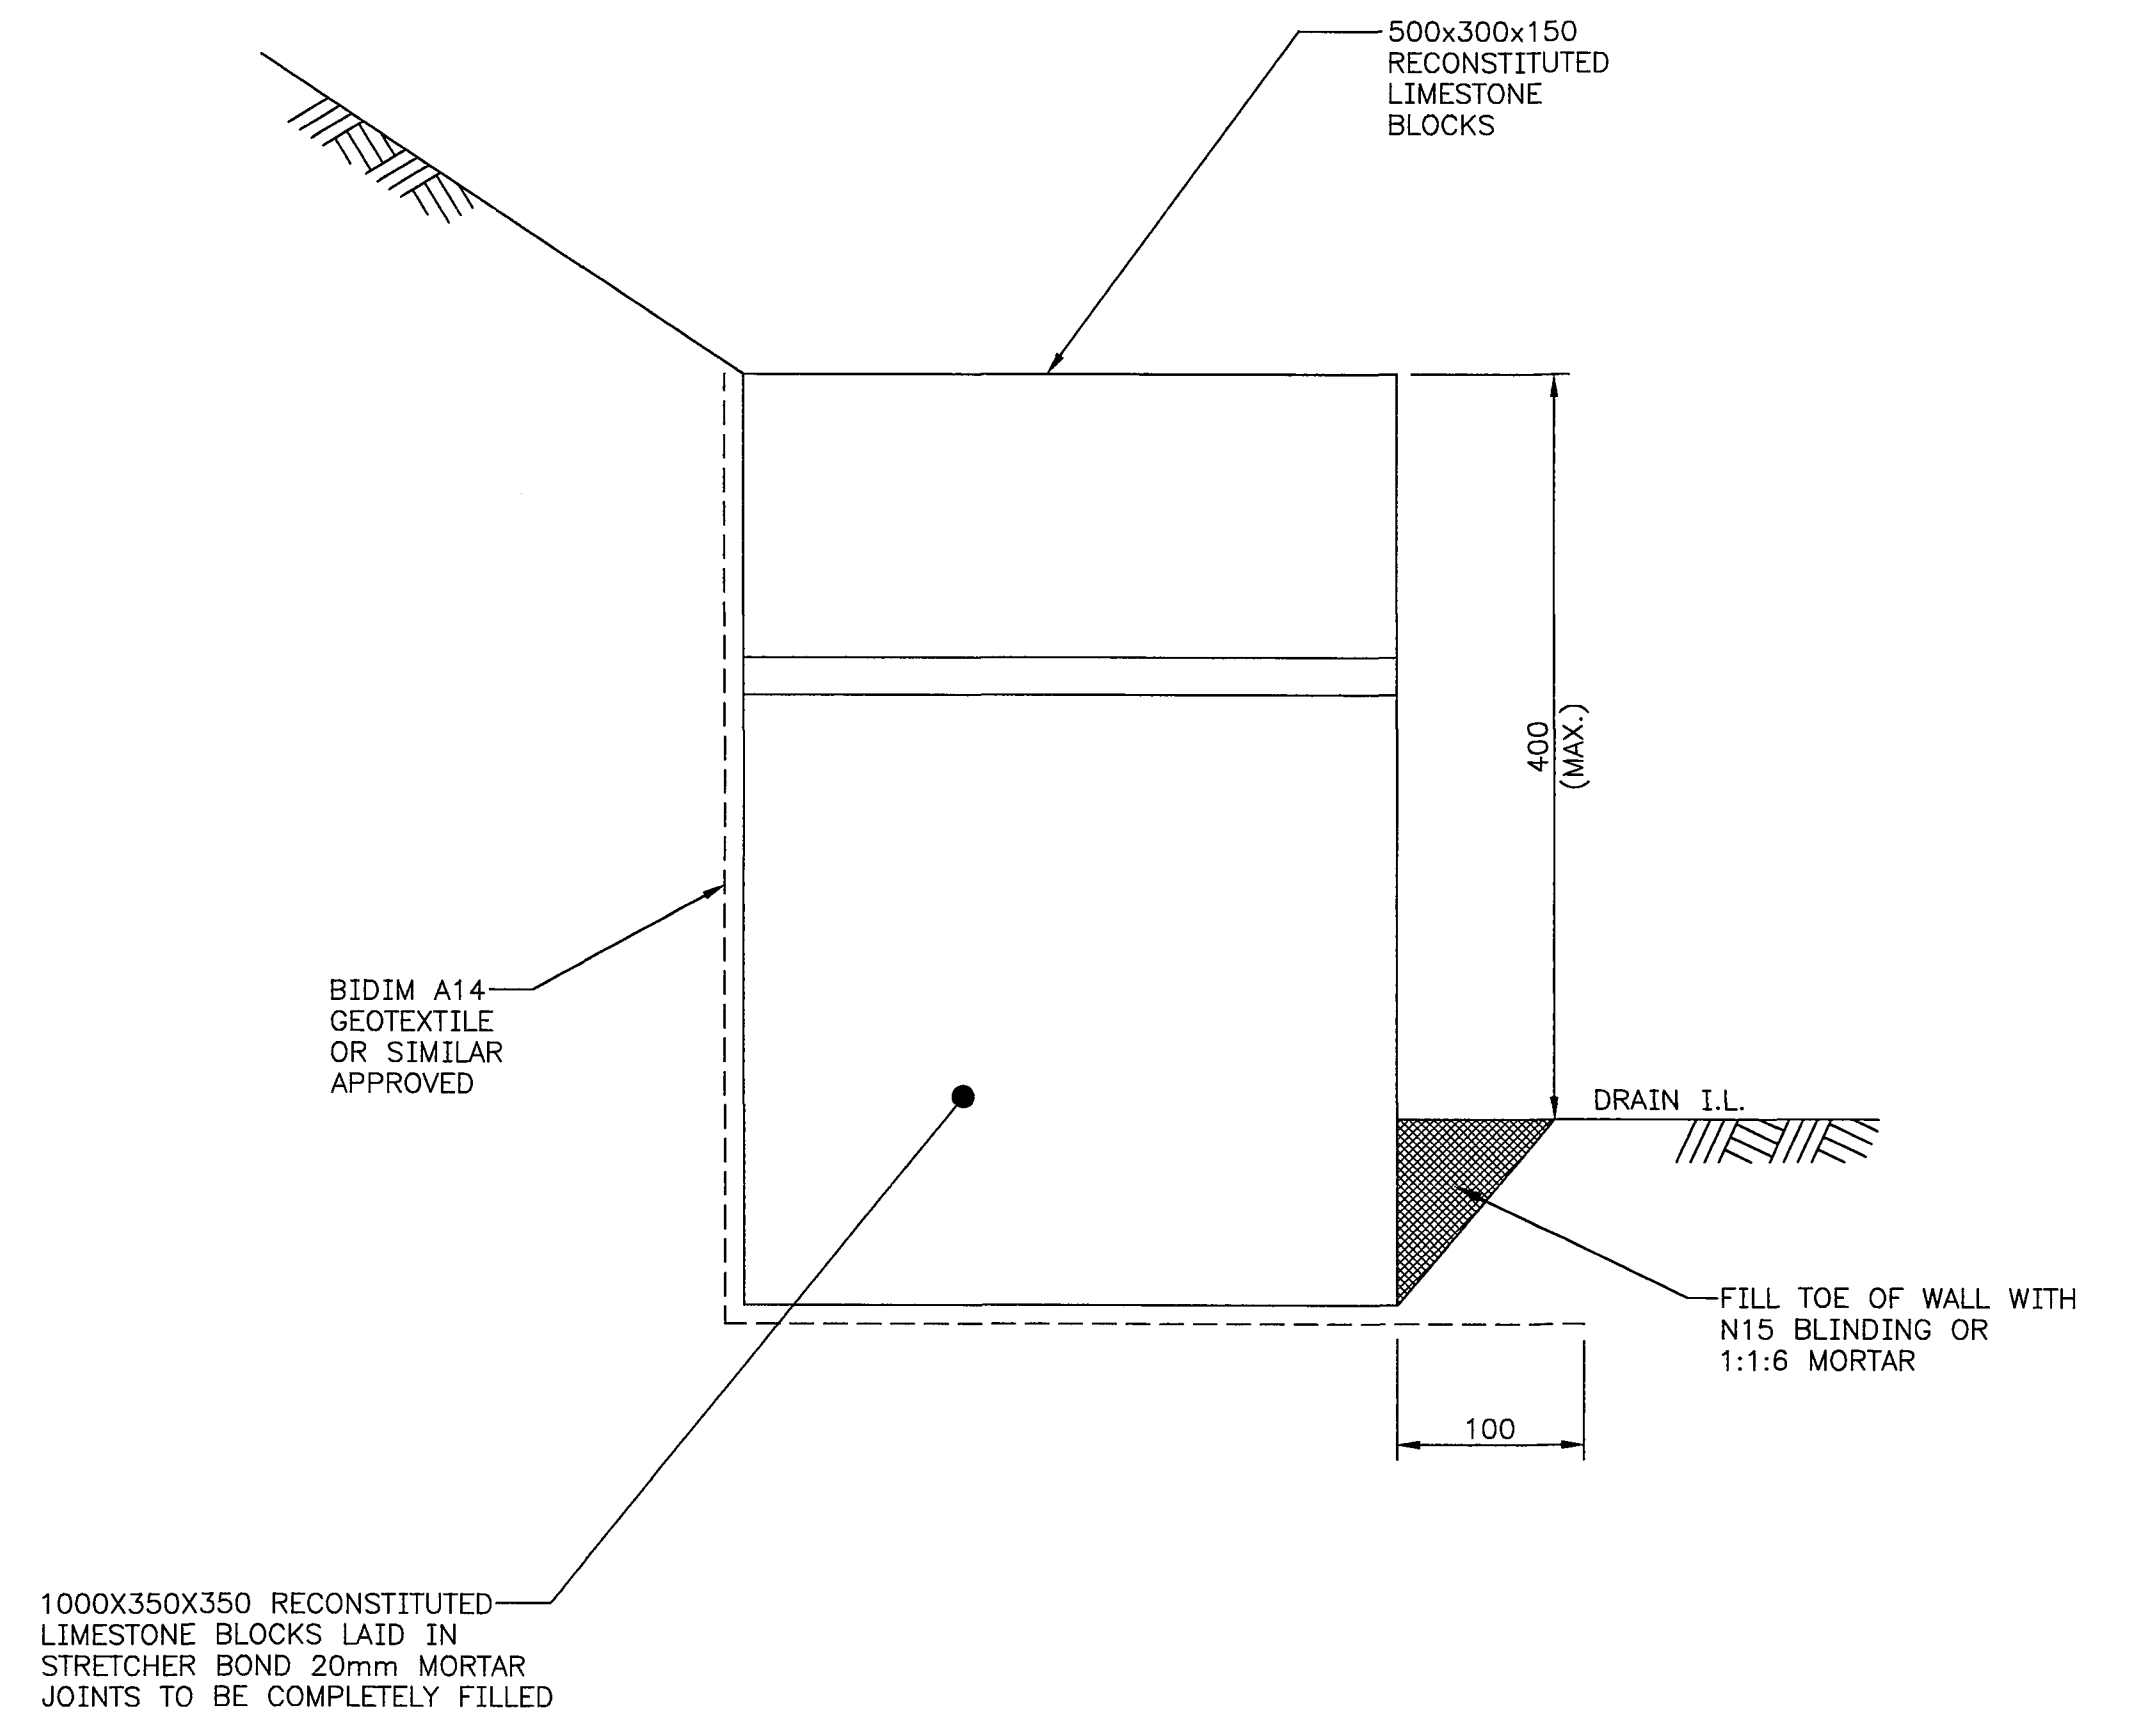 500x300x150
RECONSTITUTED
LIMESTONE
BLOCKS
400
(MAX.)
BIDIM A14
GEOTEXTILE
OR SIMILAR
APPROVED
DRAIN I.L.
FILL TOE OF WALL WITH
N15 BLINDING OR
1:1:6 MORTAR
100
1000X350X350 RECONSTITUTED
LIMESTONE BLOCKS LAID IN
STRETCHER BOND 20mm MORTAR
JOINTS TO BE COMPLETELY FILLED